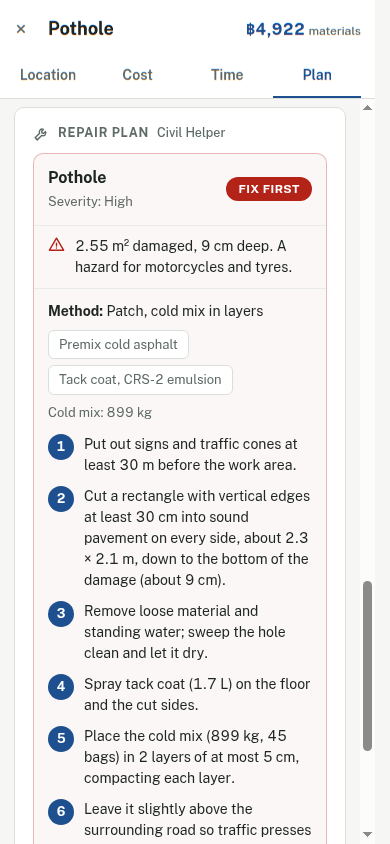 × Pothole ฿4,922 materials
Location Cost Time Plan
REPAIR PLAN Civil Helper
Pothole
Severity: High
FIX FIRST
2.55 m² damaged, 9 cm deep. A
hazard for motorcycles and tyres.
Method: Patch, cold mix in layers
Premix cold asphalt
Tack coat, CRS-2 emulsion
Cold mix: 899 kg
1 Put out signs and traffic cones at
least 30 m before the work area.
2 Cut a rectangle with vertical edges
at least 30 cm into sound
pavement on every side, about 2.3
× 2.1 m, down to the bottom of the
damage (about 9 cm).
3 Remove loose material and
standing water; sweep the hole
clean and let it dry.
4 Spray tack coat (1.7 L) on the floor
and the cut sides.
5 Place the cold mix (899 kg, 45
bags) in 2 layers of at most 5 cm,
compacting each layer.
6 Leave it slightly above the
surrounding road so traffic presses